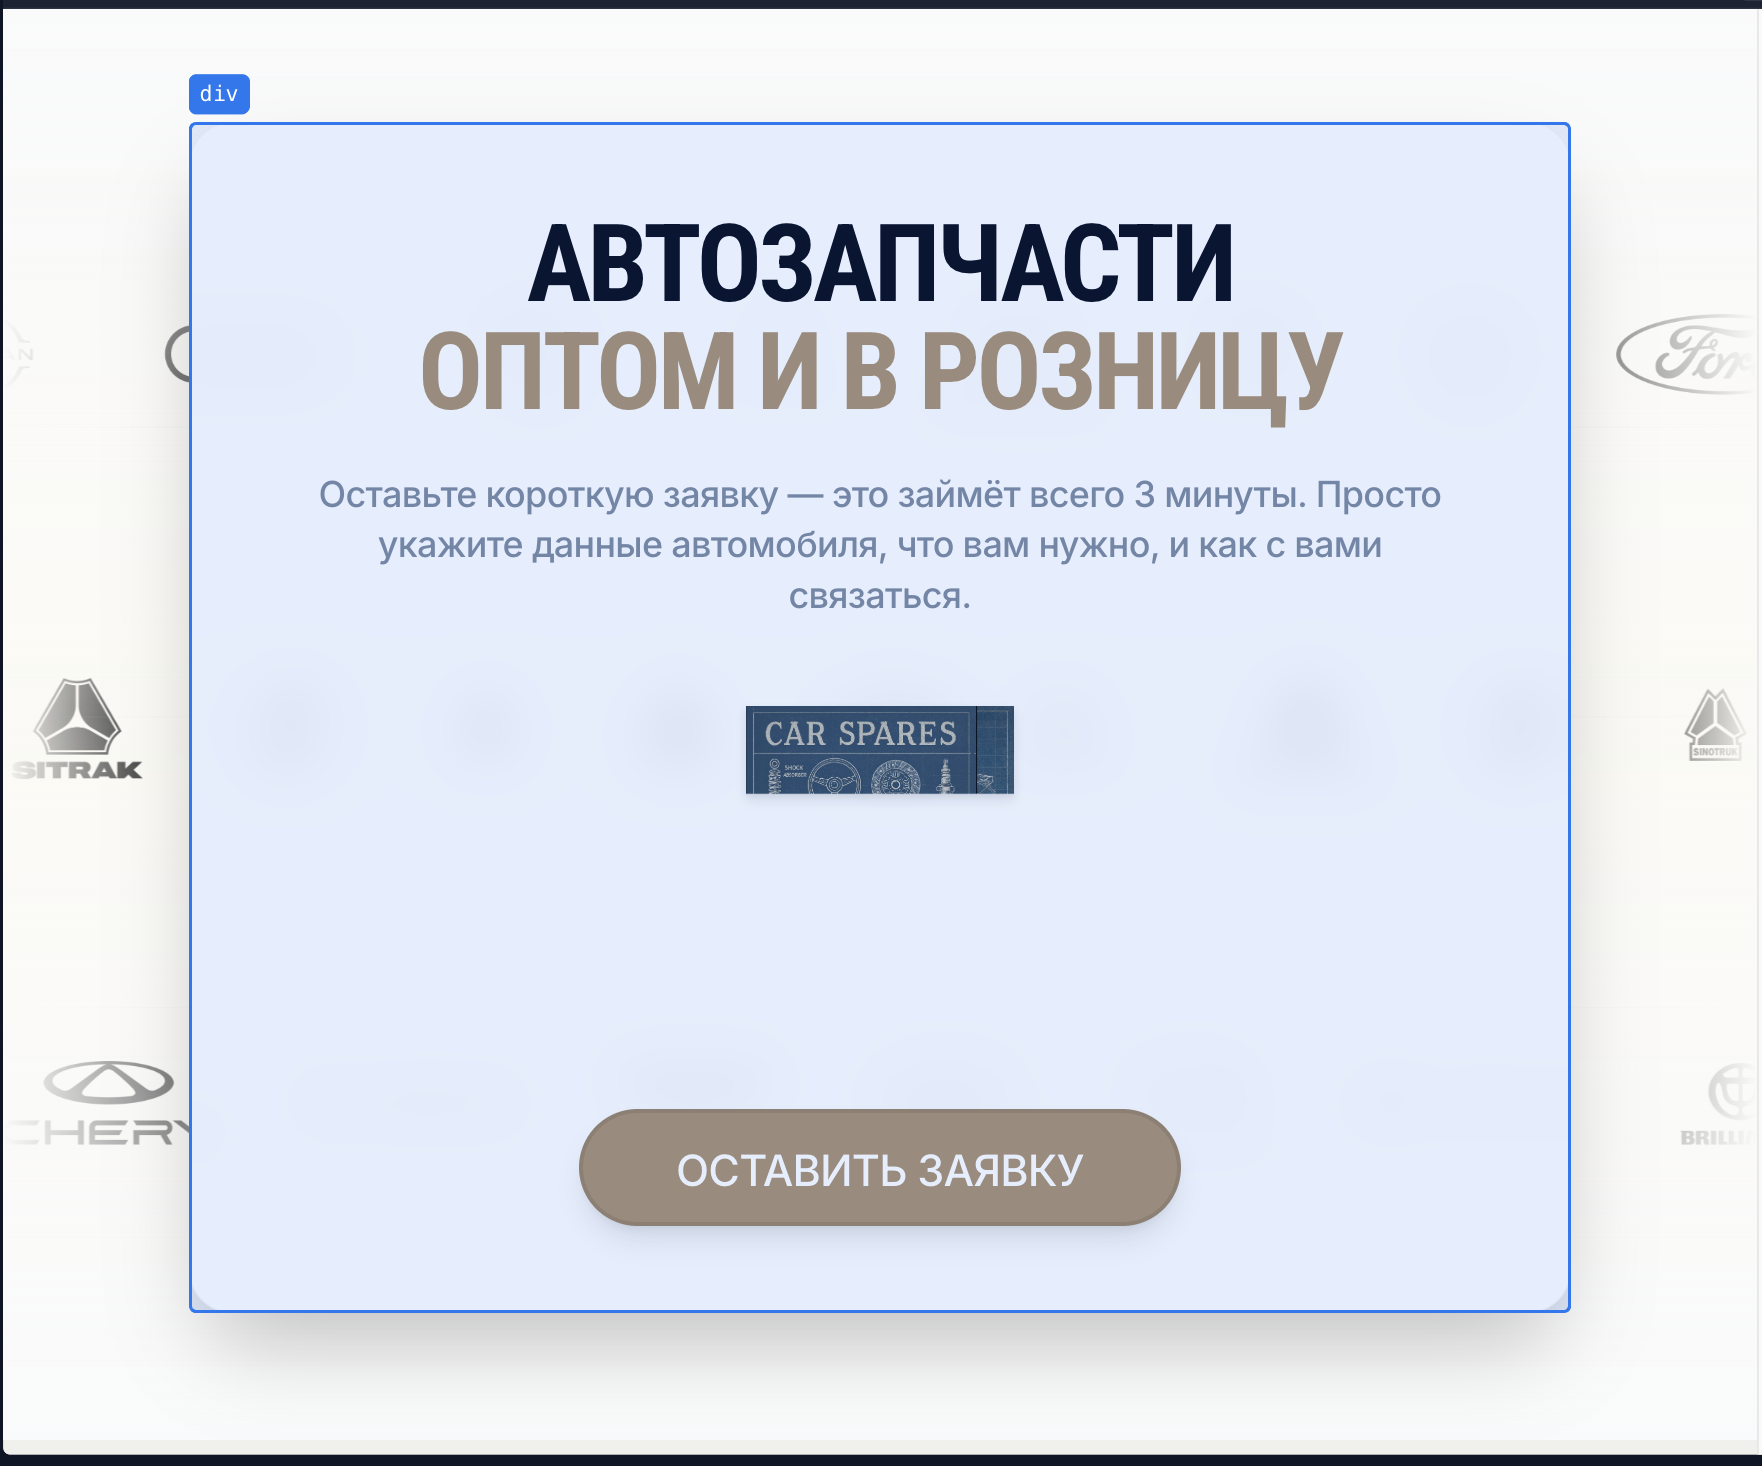 div
АВТОЗАПЧАСТИ
ОПТОМ И В РОЗНИЦУ
Оставьте короткую заявку — это займёт всего 3 минуты. Просто
укажите данные автомобиля, что вам нужно, и как с вами
связаться.
Ford
SITRAK
SINOTRUK
CAR SPARES
SHOCK
ABSORBER
CHERY
ОСТАВИТЬ ЗАЯВКУ